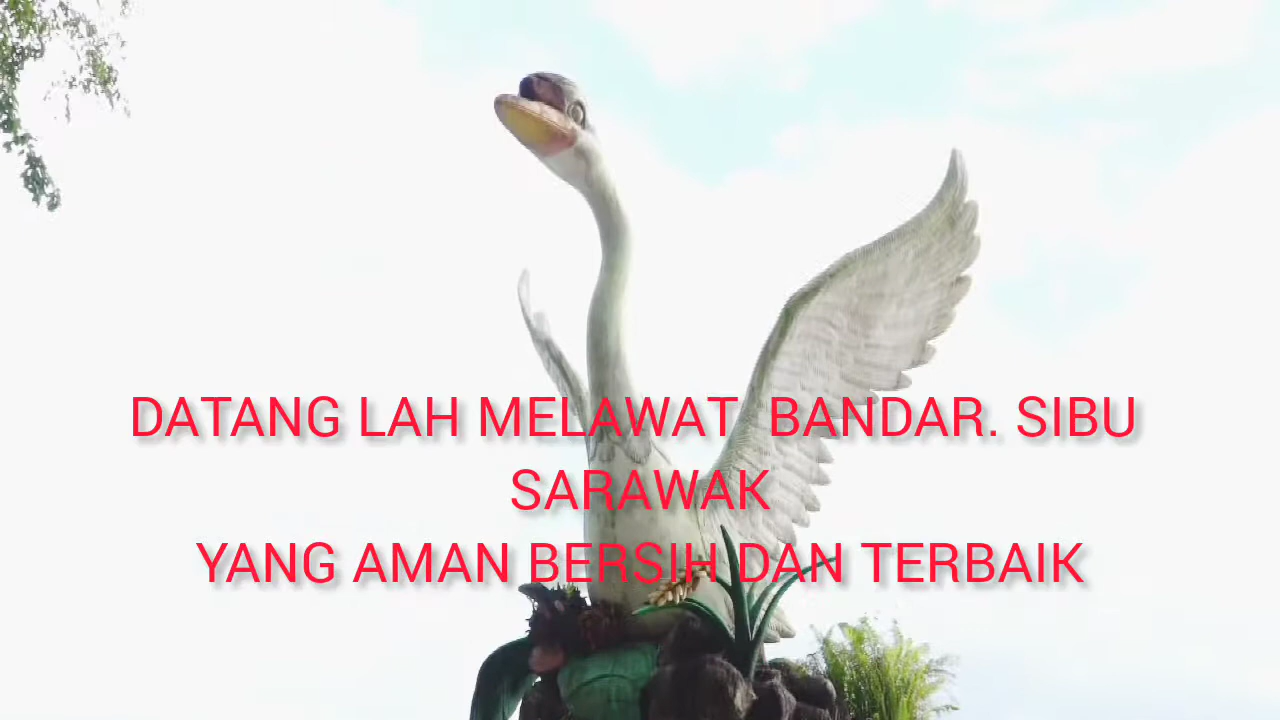 DATANG LAH MELAWAT  BANDAR. SIBU
SARAWAK
YANG AMAN BERSIH DAN TERBAIK